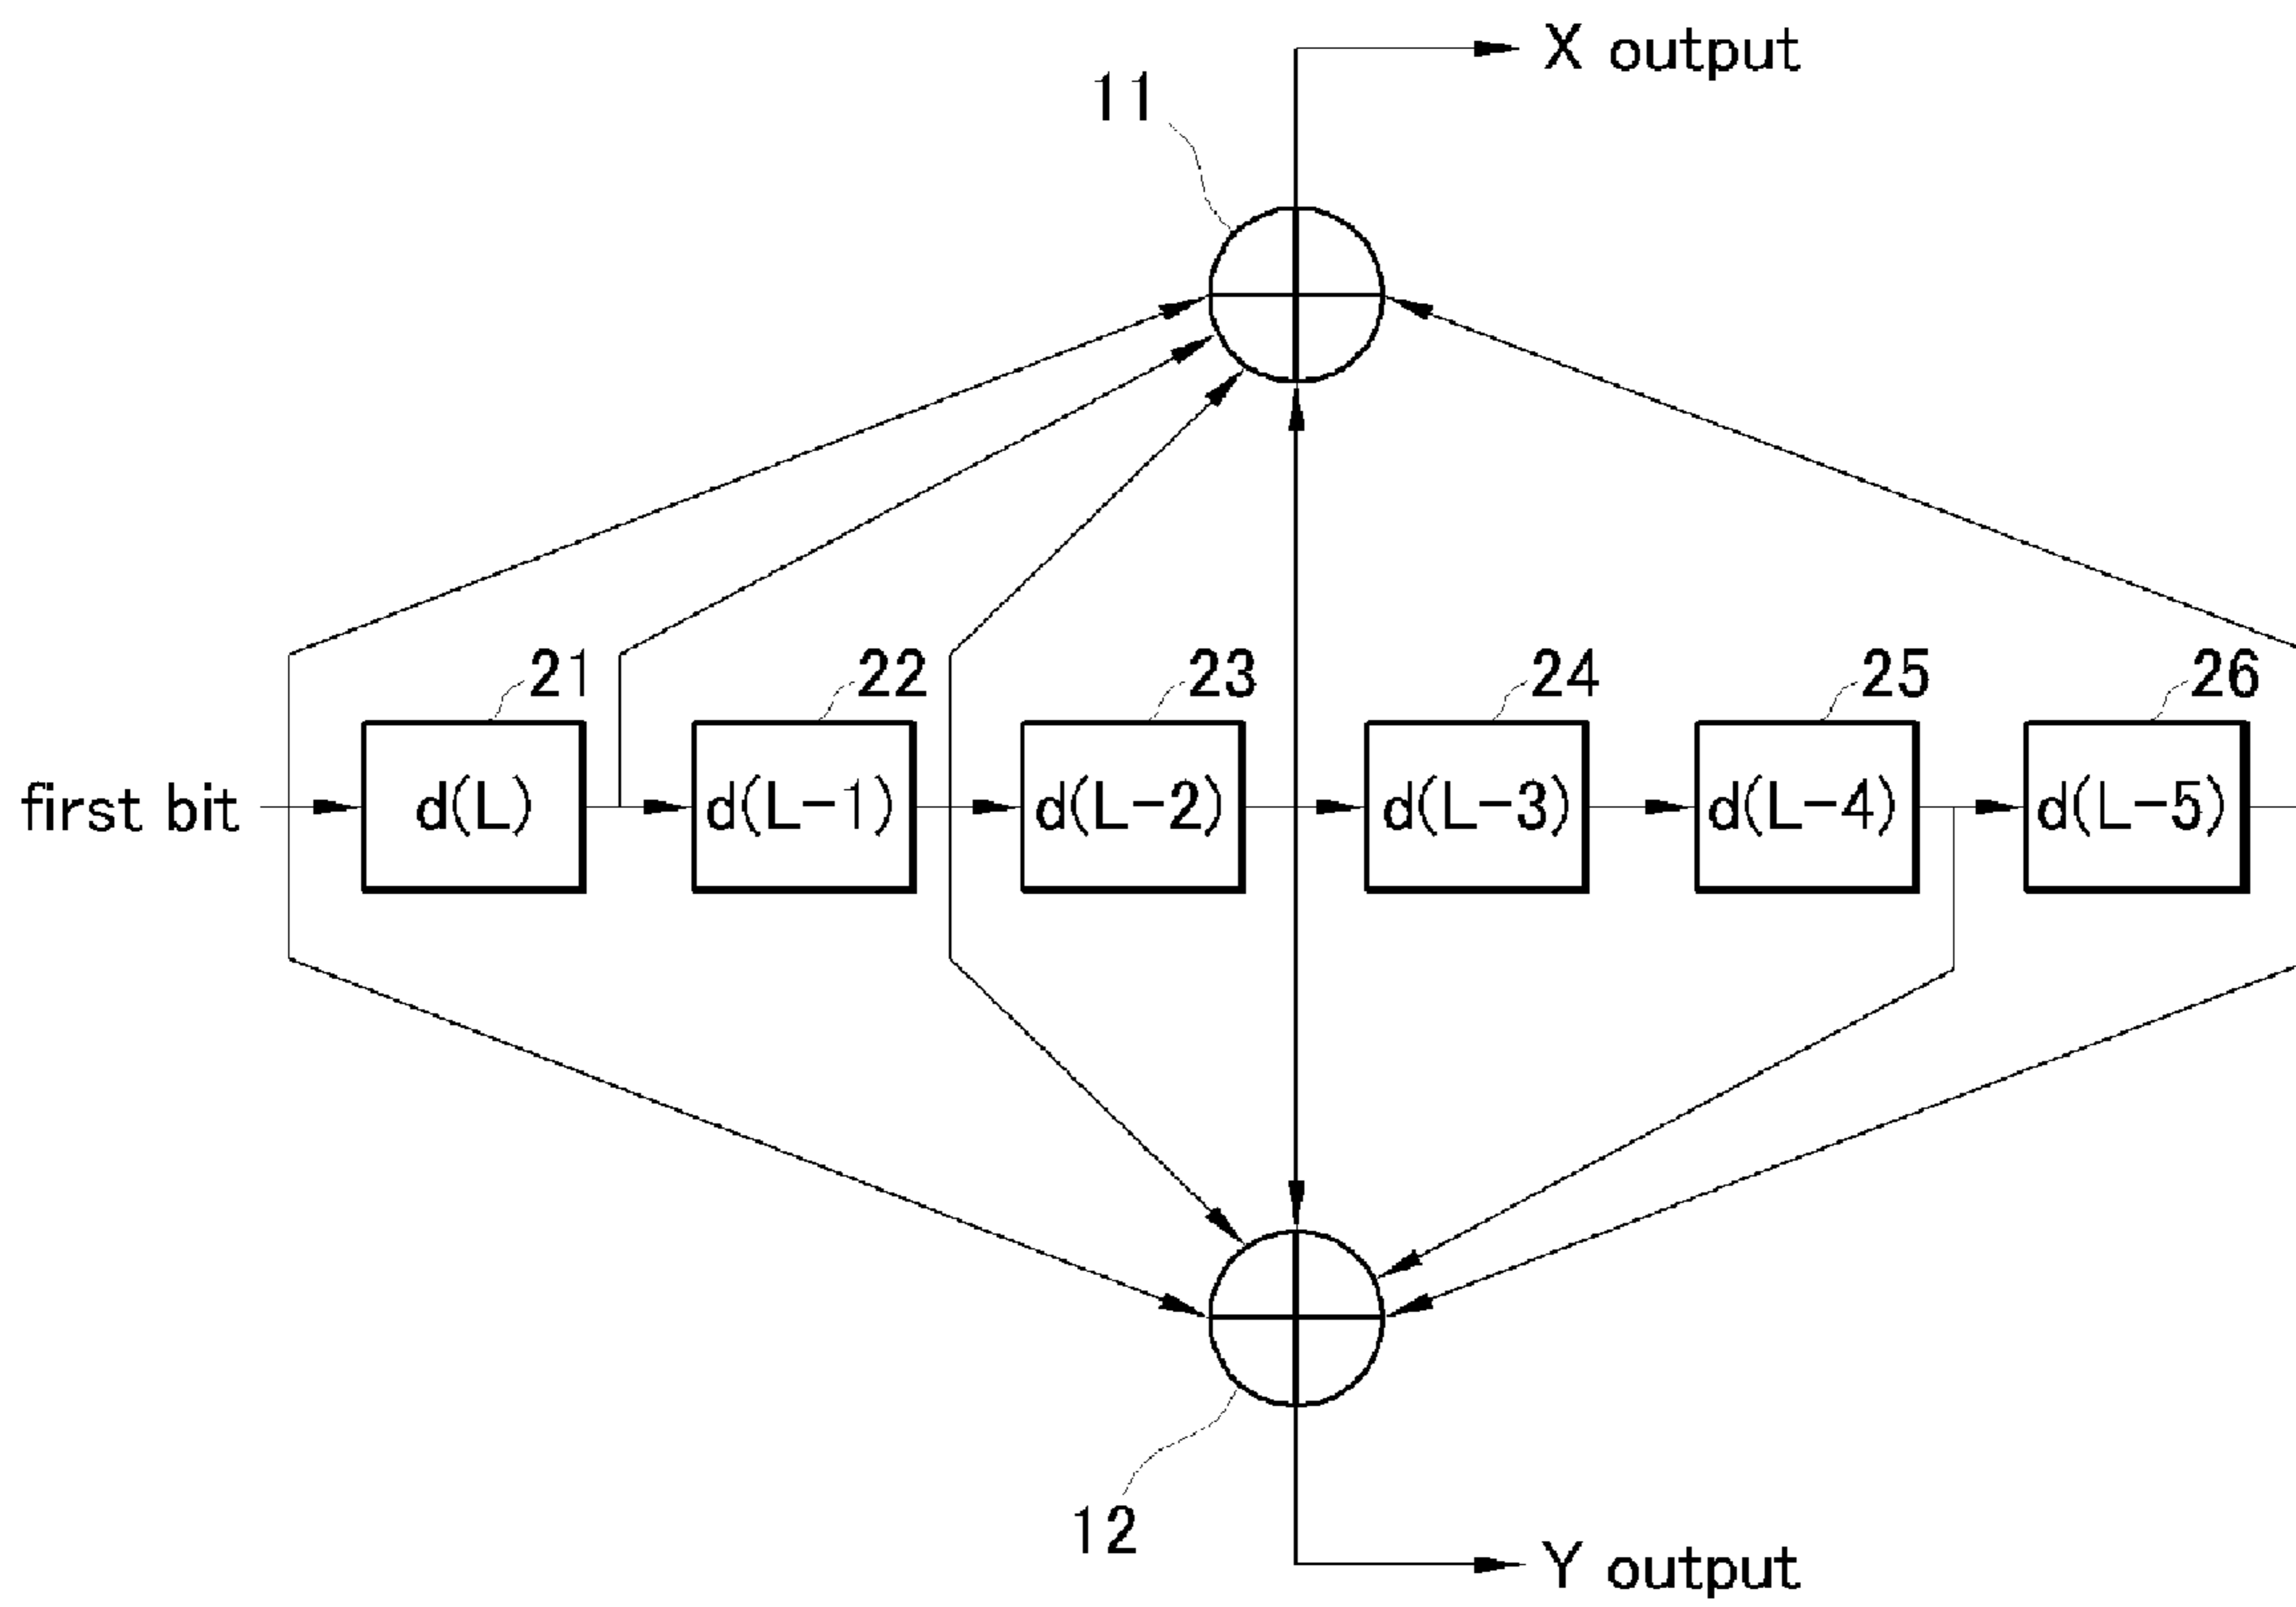 X output
11
21
22
23
24
25
26
first bit
d(L)
d(L-1)
d(L-2)
d(L-3)
d(L-4)
d(L-5)
12
Y output